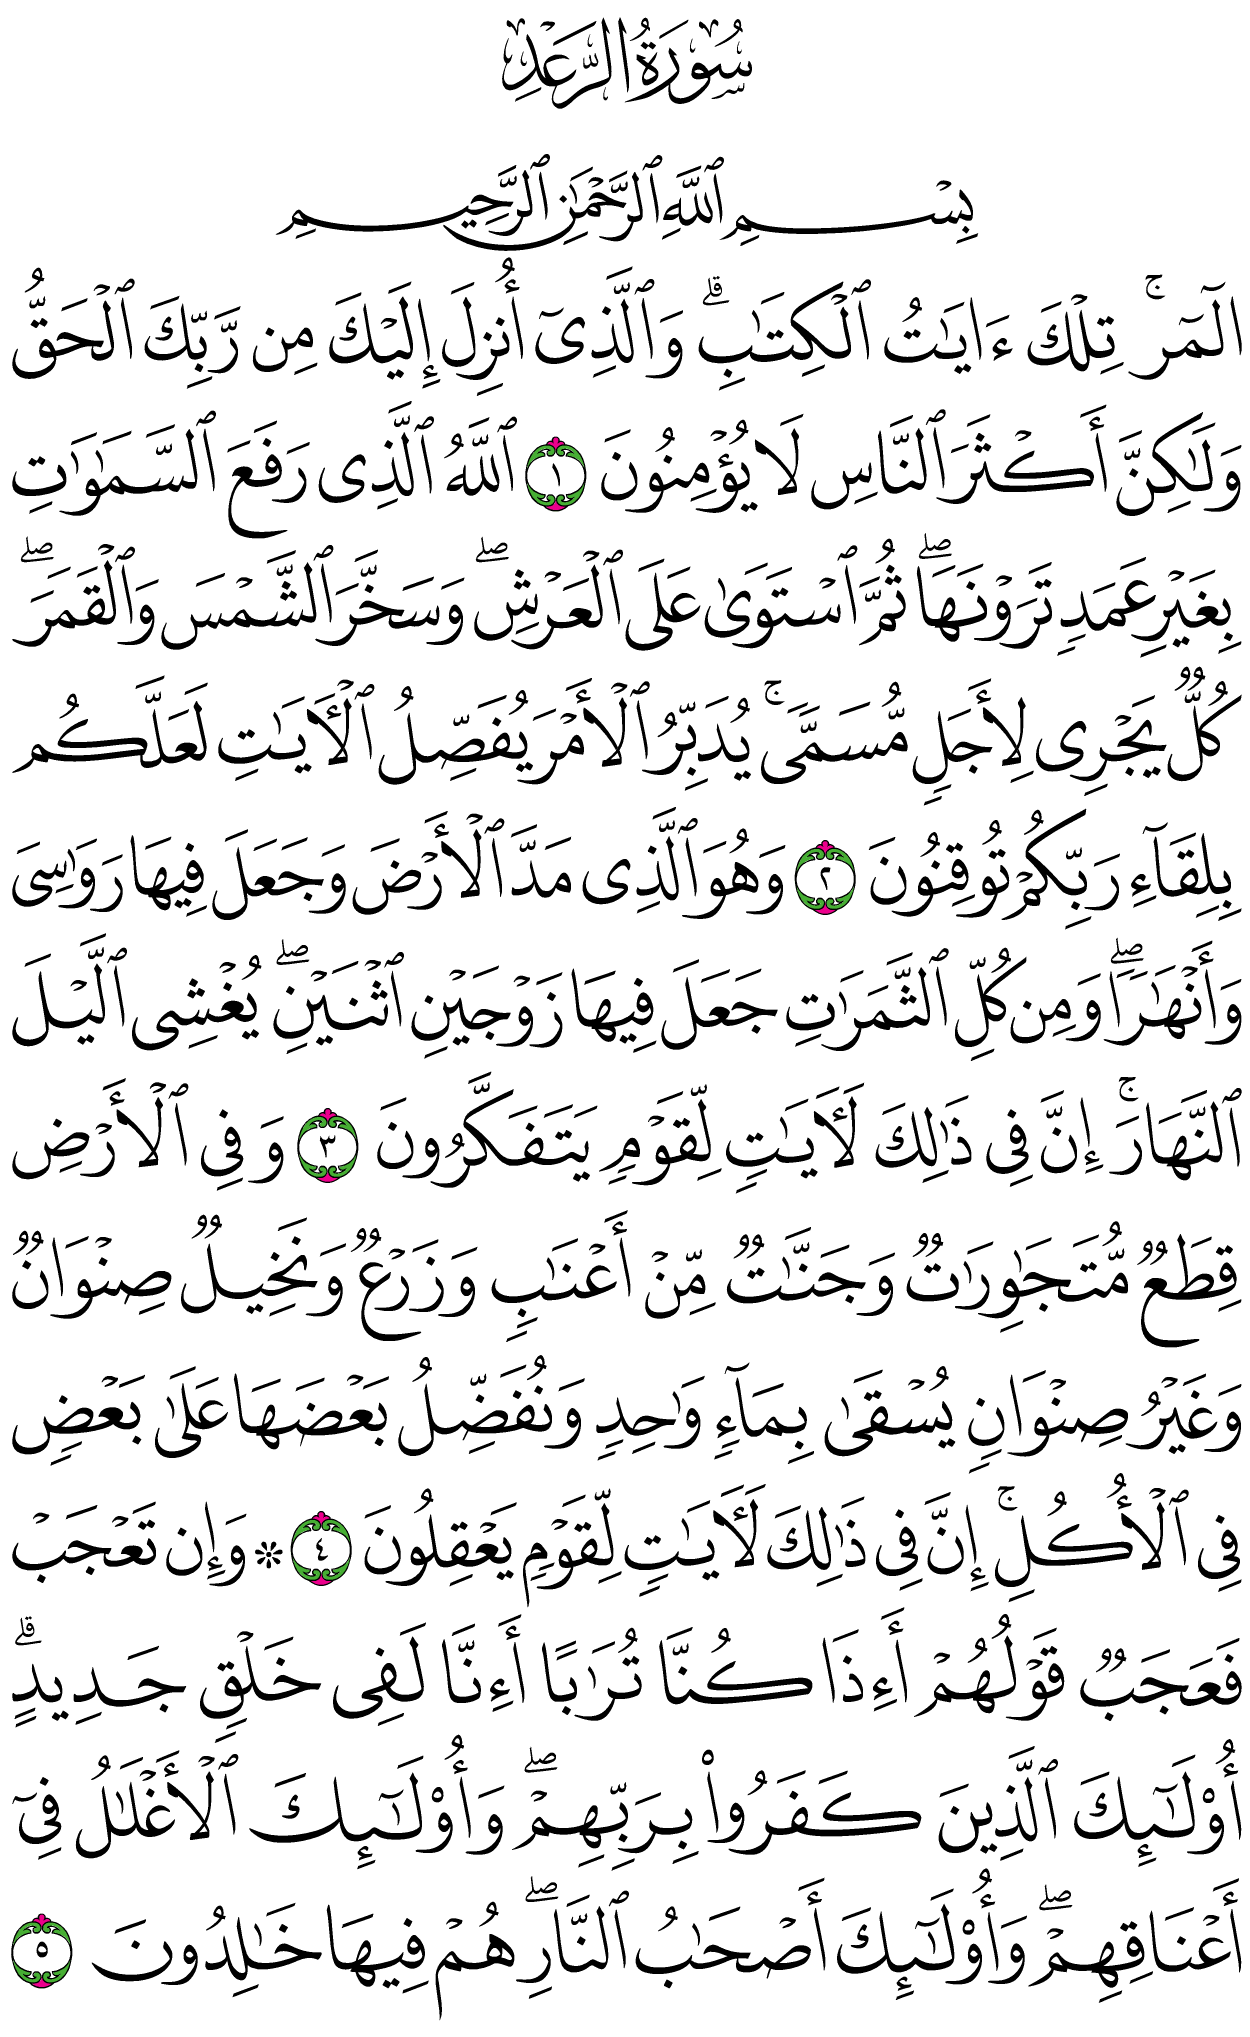 سُورَةُ الرَّعْدِ
بِسْمِ ٱللَّهِ ٱلرَّحْمَٰنِ ٱلرَّحِيمِ
الٓمٓرۚ تِلْكَ ءَايَٰتُ ٱلْكِتَٰبِۗ وَٱلَّذِىٓ أُنزِلَ إِلَيْكَ مِن رَّبِّكَ ٱلْحَقُّ
وَلَٰكِنَّ أَكْثَرَ ٱلنَّاسِ لَا يُؤْمِنُونَ ١ ٱللَّهُ ٱلَّذِى رَفَعَ ٱلسَّمَٰوَٰتِ
بِغَيْرِ عَمَدٍ تَرَوْنَهَاۖ ثُمَّ ٱسْتَوَىٰ عَلَى ٱلْعَرْشِۖ وَسَخَّرَ ٱلشَّمْسَ وَٱلْقَمَرَۖ
كُلٌّ يَجْرِى لِأَجَلٍ مُّسَمًّىۚ يُدَبِّرُ ٱلْأَمْرَ يُفَصِّلُ ٱلْأَيَٰتِ لَعَلَّكُم
بِلِقَآءِ رَبِّكُمْ تُوقِنُونَ ٢ وَهُوَ ٱلَّذِى مَدَّ ٱلْأَرْضَ وَجَعَلَ فِيهَا رَوَٰسِىَ
وَأَنْهَٰرًاۖ وَمِن كُلِّ ٱلثَّمَرَٰتِ جَعَلَ فِيهَا زَوْجَيْنِ ٱثْنَيْنِۖ يُغْشِى ٱلَّيْلَ
ٱلنَّهَارَۚ إِنَّ فِى ذَٰلِكَ لَأَيَٰتٍ لِّقَوْمٍ يَتَفَكَّرُونَ ٣ وَفِى ٱلْأَرْضِ
قِطَعٌ مُّتَجَٰوِرَٰتٌ وَجَنَّٰتٌ مِّنْ أَعْنَٰبٍ وَزَرْعٌ وَنَخِيلٌ صِنْوَانٌ
وَغَيْرُ صِنْوَانٍ يُسْقَىٰ بِمَآءٍ وَٰحِدٍ وَنُفَضِّلُ بَعْضَهَا عَلَىٰ بَعْضٍ
فِى ٱلْأُكُلِۚ إِنَّ فِى ذَٰلِكَ لَأَيَٰتٍ لِّقَوْمٍ يَعْقِلُونَ ٤ * وَإِن تَعْجَبْ
فَعَجَبٌ قَوْلُهُمْ أَءِذَا كُنَّا تُرَٰبًا أَءِنَّا لَفِى خَلْقٍ جَدِيدٍۗ
أُوْلَٰٓئِكَ ٱلَّذِينَ كَفَرُوا۟ بِرَبِّهِمْۖ وَأُوْلَٰٓئِكَ ٱلْأَغْلَٰلُ فِىٓ
أَعْنَاقِهِمْۖ وَأُوْلَٰٓئِكَ أَصْحَٰبُ ٱلنَّارِۖ هُمْ فِيهَا خَٰلِدُونَ ٥